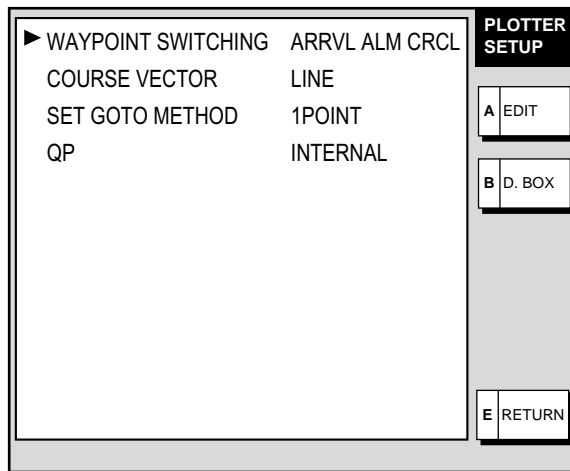 WAYPOINT SWITCHING ARRVL ALM CRCL
COURSE VECTOR LINE
SET GOTO METHOD 1POINT
QP INTERNAL
PLOTTER
SETUP
A EDIT
B D. BOX
E RETURN